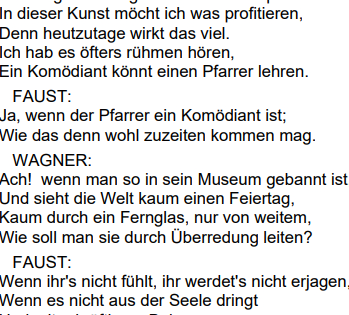 In dieser Kunst möcht ich was profitieren,
Denn heutzutage wirkt das viel.
Ich hab es öfters rühmen hören,
Ein Komödiant könnt einen Pfarrer lehren.
FAUST:
Ja, wenn der Pfarrer ein Komödiant ist;
Wie das denn wohl zuzeiten kommen mag.
WAGNER:
Ach! wenn man so in sein Museum gebannt ist
Und sieht die Welt kaum einen Feiertag,
Kaum durch ein Fernglas, nur von weitem,
Wie soll man sie durch Überredung leiten?
FAUST:
Wenn ihr's nicht fühlt, ihr werdet's nicht erjagen,
Wenn es nicht aus der Seele dringt